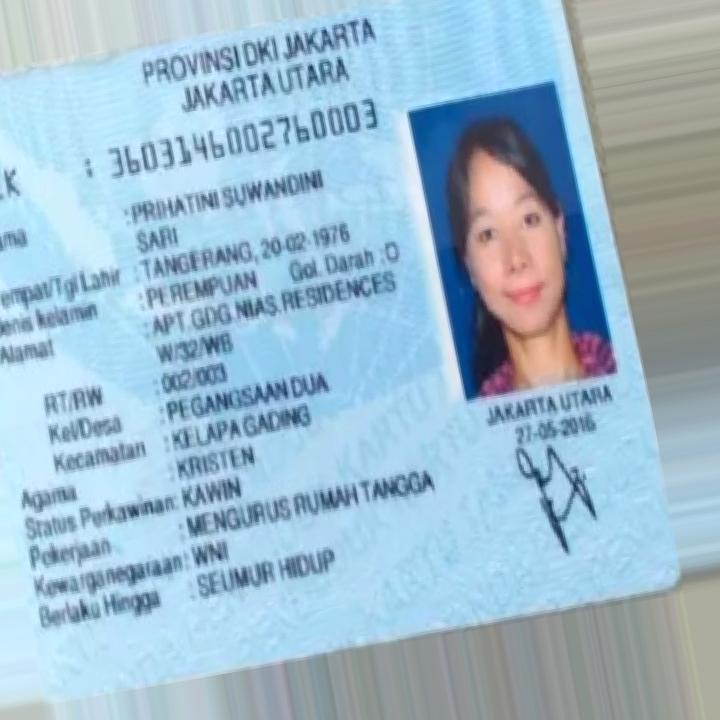 PROVINSI DKI JAKARTA
JAKARTA UTARA
: 3603146002760003
:PRIHATINI SUWANDINI
SARI
empat/Tgl Lahir :TANGERANG, 20-02-1976
enis kelamin :PEREMPUAN Gol. Darah :O
Alamat :APT.GDG.NIAS.RESIDENCES
W/32/WB
RT/RW :002/003
Kel/Desa :PEGANGSAAN DUA
Kecamatan :KELAPA GADING
Agama :KRISTEN
Status Perkawinan: KAWIN
Pekerjaan :MENGURUS RUMAH TANGGA
Kewarganegaraan: WNI
Berlaku Hingga :SEUMUR HIDUP
JAKARTA UTARA
27-05-2016